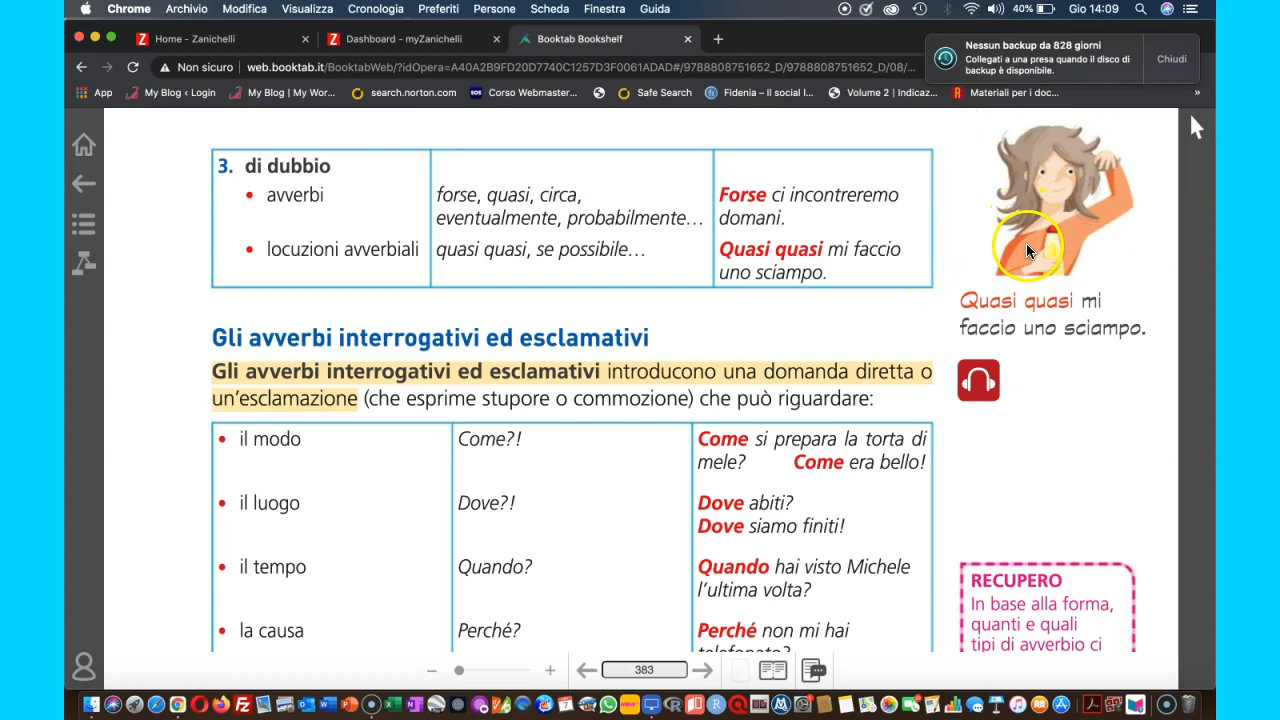 Chrome Archivio Modifica Visualizza Cronologia Preferiti Persone Scheda Finestra Guida 40% Gio 14:09
Home - Zanichelli Dashboard - myZanichelli Booktab Bookshelf
Nessun backup da 828 giorni
Collegati a una presa quando il disco di
backup è disponibile.
Chiudi
Non sicuro web.booktab.it/BooktabWeb/?idOpera=A40A2B9FD20D7740C1257D3F0061ADAD#/9788808751652_D/9788808751652_D/08/...
App My Blog ‹ Login My Blog | My Wor... search.norton.com Corso Webmaster... Safe Search Fidenia – Il social l... Volume 2 | Indicaz... Materiali per i doc... »
3. di dubbio
• avverbi forse, quasi, circa, Forse ci incontreremo
eventualmente, probabilmente… domani.
• locuzioni avverbiali quasi quasi, se possibile… Quasi quasi mi faccio
uno sciampo.
Quasi quasi mi
faccio uno sciampo.
Gli avverbi interrogativi ed esclamativi
Gli avverbi interrogativi ed esclamativi introducono una domanda diretta o
un'esclamazione (che esprime stupore o commozione) che può riguardare:
• il modo Come?! Come si prepara la torta di
mele? Come era bello!
• il luogo Dove?! Dove abiti?
Dove siamo finiti!
• il tempo Quando? Quando hai visto Michele
l'ultima volta?
• la causa Perché? Perché non mi hai
RECUPERO
In base alla forma,
quanti e quali
tipi di avverbio ci
383